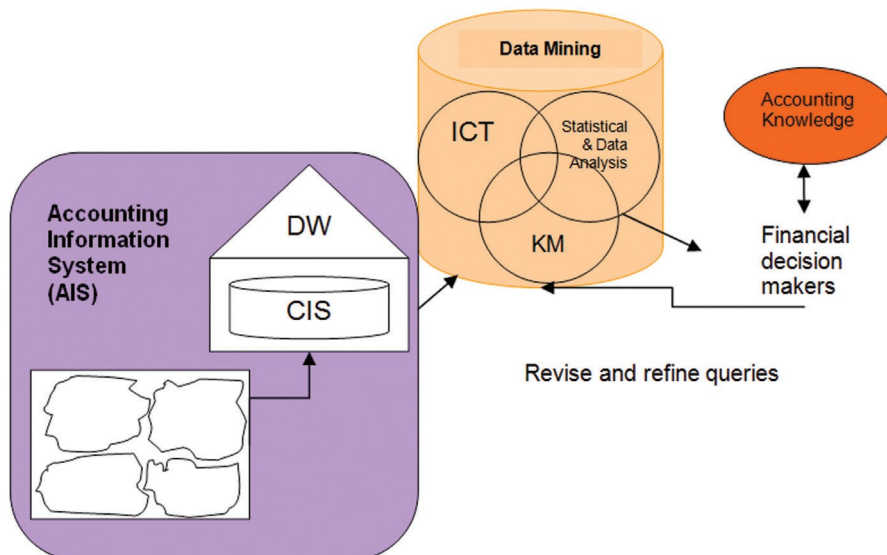 Data Mining
ICT
Statistical
& Data
Analysis
KM
Accounting
Knowledge
Financial
decision
makers
Revise and refine queries
Accounting
Information
System
(AIS)
DW
CIS